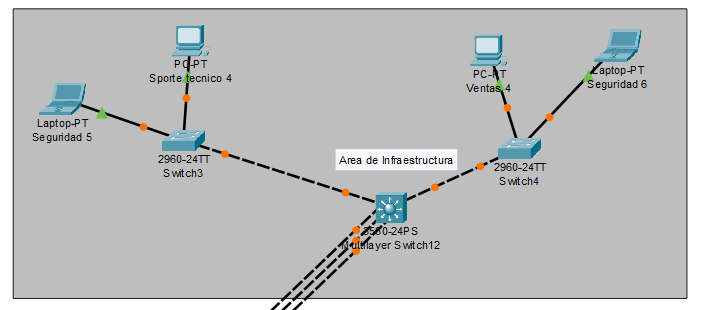 PC-PT
Sporte tecnico 4
PC-PT
Ventas 4
Laptop-PT
Seguridad 6
Laptop-PT
Seguridad 5
2960-24TT
Switch3
Area de Infraestructura
2960-24TT
Switch4
3560-24PS
Multilayer Switch12